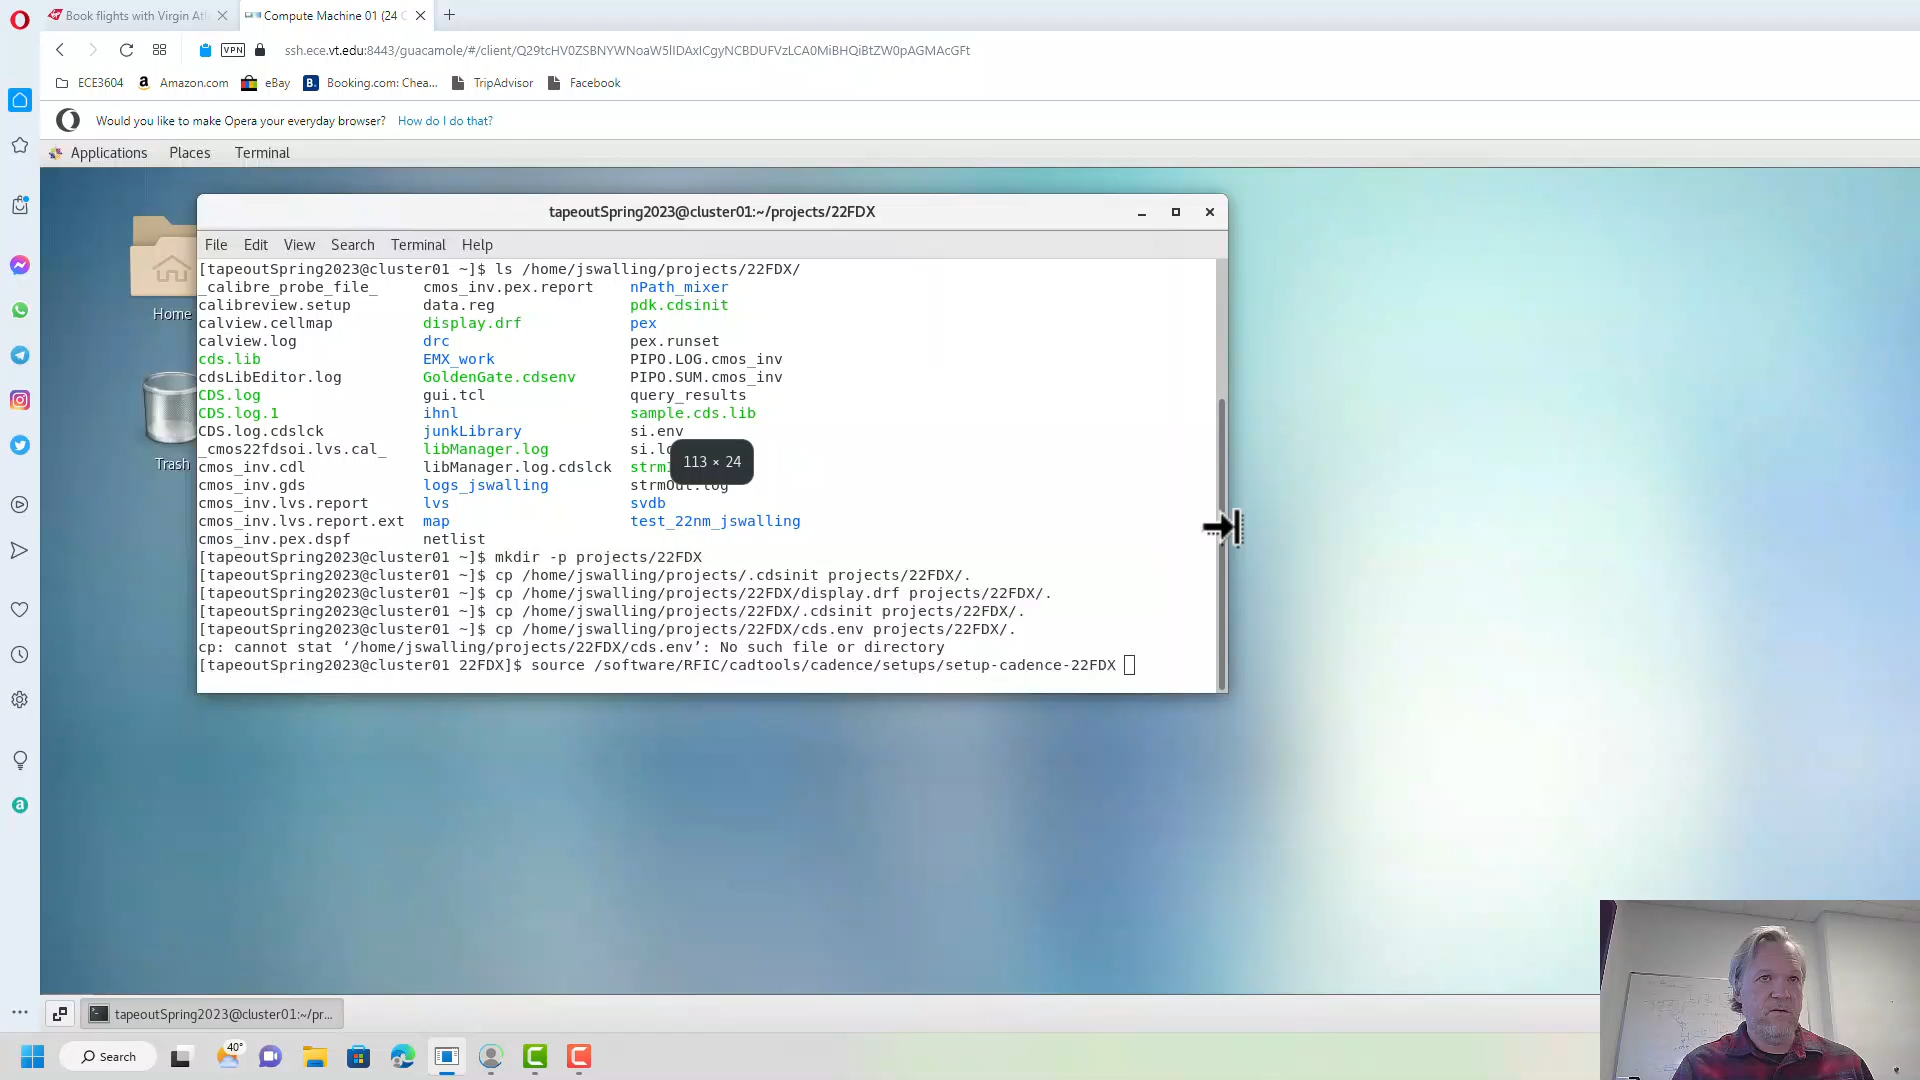 Book flights with Virgin Atl
Compute Machine 01 (24 C
VPN
ssh.ece.vt.edu:8443/guacamole/#/client/Q29tcHV0ZSBNYWNoaW5lIDAxICgyNCBDUFVzLCA0MiBHQiBtZW0pAGMAcGFt
ECE3604
Amazon.com
eBay
Booking.com: Chea...
TripAdvisor
Facebook
Would you like to make Opera your everyday browser? How do I do that?
Applications Places Terminal
Home
Trash
tapeoutSpring2023@cluster01:~/projects/22FDX
File Edit View Search Terminal Help
[tapeoutSpring2023@cluster01 ~]$ ls /home/jswalling/projects/22FDX/
_calibre_probe_file_ cmos_inv.pex.report nPath_mixer
calibreview.setup data.reg pdk.cdsinit
calview.cellmap display.drf pex
calview.log drc pex.runset
cds.lib EMX_work PIPO.LOG.cmos_inv
cdsLibEditor.log GoldenGate.cdsenv PIPO.SUM.cmos_inv
CDS.log gui.tcl query_results
CDS.log.1 ihnl sample.cds.lib
CDS.log.cdslck junkLibrary si.env
_cmos22fdsoi.lvs.cal_ libManager.log
cmos_inv.cdl libManager.log.cdslck
cmos_inv.gds logs_jswalling strmOut.log
cmos_inv.lvs.report lvs svdb
cmos_inv.lvs.report.ext map test_22nm_jswalling
cmos_inv.pex.dspf netlist
[tapeoutSpring2023@cluster01 ~]$ mkdir -p projects/22FDX
[tapeoutSpring2023@cluster01 ~]$ cp /home/jswalling/projects/.cdsinit projects/22FDX/.
[tapeoutSpring2023@cluster01 ~]$ cp /home/jswalling/projects/22FDX/display.drf projects/22FDX/.
[tapeoutSpring2023@cluster01 ~]$ cp /home/jswalling/projects/22FDX/.cdsinit projects/22FDX/.
[tapeoutSpring2023@cluster01 ~]$ cp /home/jswalling/projects/22FDX/cds.env projects/22FDX/.
cp: cannot stat ‘/home/jswalling/projects/22FDX/cds.env’: No such file or directory
[tapeoutSpring2023@cluster01 22FDX]$ source /software/RFIC/cadtools/cadence/setups/setup-cadence-22FDX
113 × 24
tapeoutSpring2023@cluster01:~/pr...
Search
40°